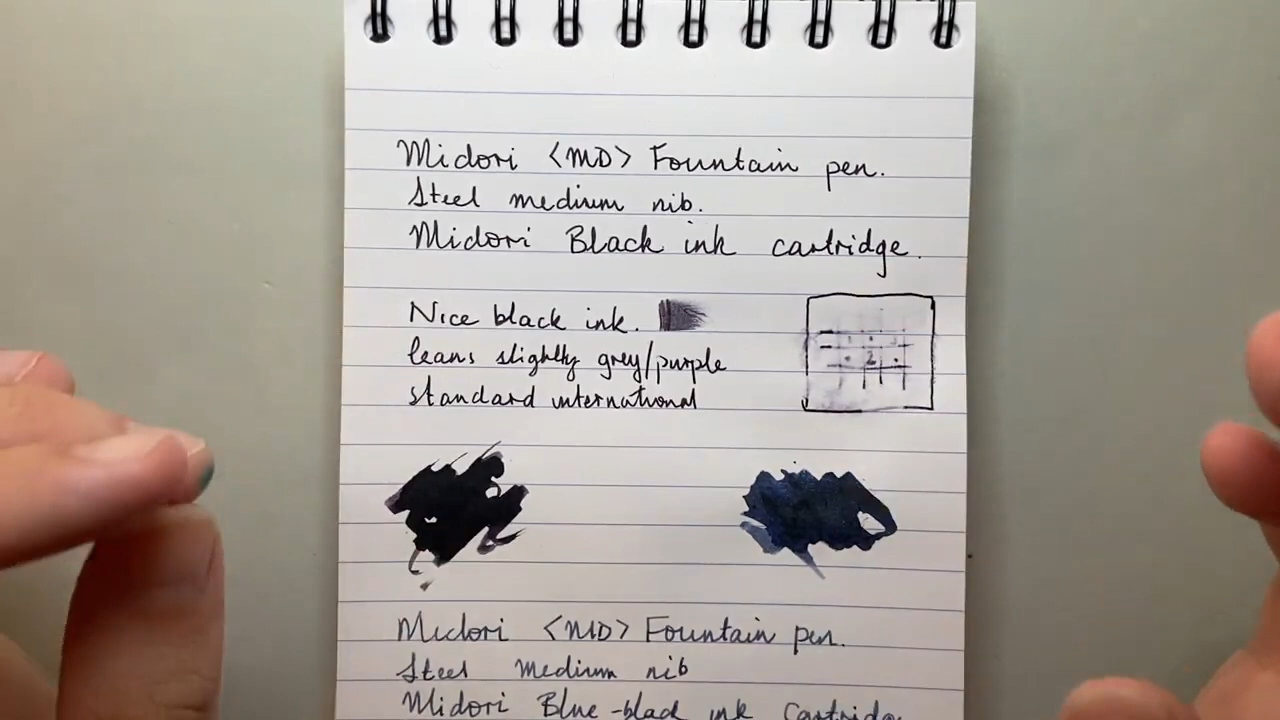 Midori <MD> Fountain pen.
Steel medium nib.
Midori Black ink cartridge.
Nice black ink.
leans slightly grey/purple
standard international
Midori <MD> Fountain pen.
Steel medium nib
Midori Blue-black ink cartridge